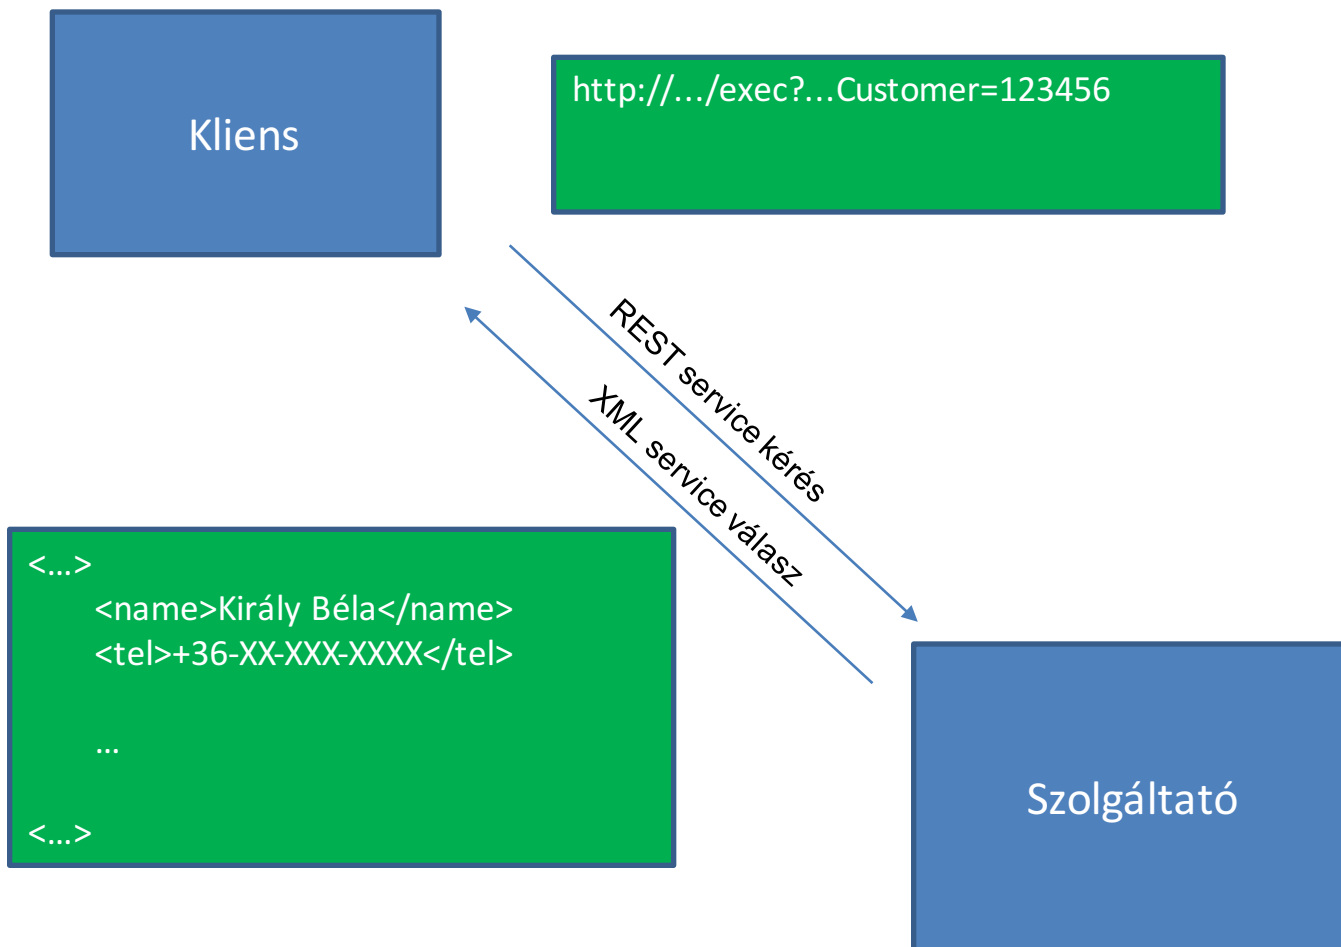 Kliens
http://.../exec?...Customer=123456
REST service kérés
XML service válasz
<...>
<name>Király Béla</name>
<tel>+36-XX-XXX-XXXX</tel>
...
<...>
Szolgáltató